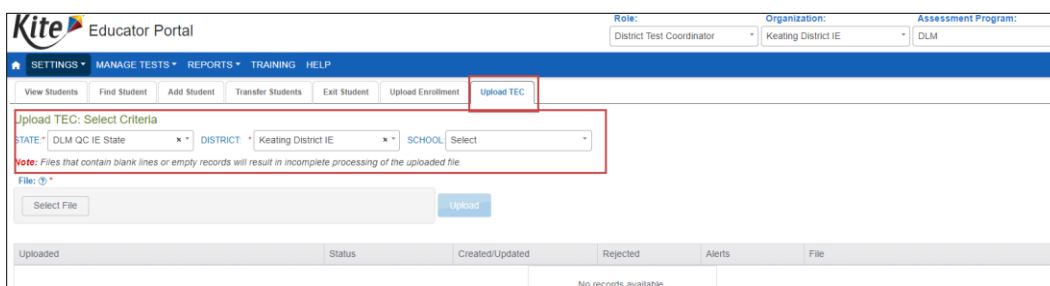 Kite Educator Portal
Role: Organization: Assessment Program:
District Test Coordinator Keating District IE DLM
SETTINGS MANAGE TESTS REPORTS TRAINING HELP
View Students Find Student Add Student Transfer Students Exit Student Upload Enrollment Upload TEC
Upload TEC: Select Criteria
STATE:* DLM QC IE State × DISTRICT: * Keating District IE × SCHOOL: Select
Note: Files that contain blank lines or empty records will result in incomplete processing of the uploaded file.
File: ? *
Select File Upload
Uploaded Status Created/Updated Rejected Alerts File
No records available